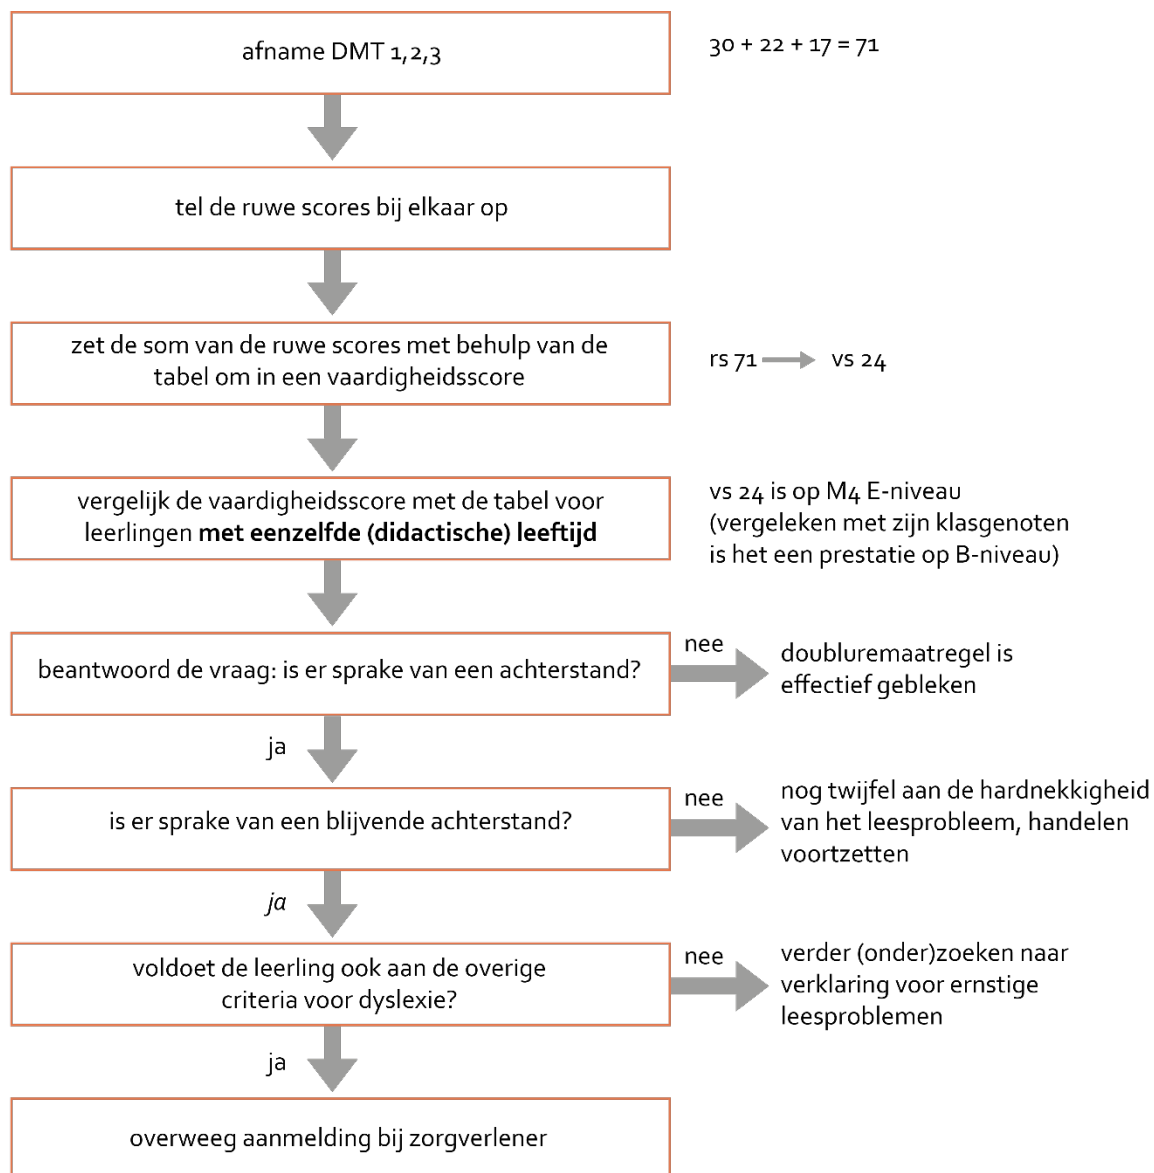 afname DMT 1,2,3
30 + 22 + 17 = 71
tel de ruwe scores bij elkaar op
zet de som van de ruwe scores met behulp van de
tabel om in een vaardigheidsscore
rs 71 → vs 24
vergelijk de vaardigheidsscore met de tabel voor
leerlingen met eenzelfde (didactische) leeftijd
vs 24 is op M4 E-niveau
(vergeleken met zijn klasgenoten
is het een prestatie op B-niveau)
beantwoord de vraag: is er sprake van een achterstand?
nee
doubluremaatregel is
effectief gebleken
ja
is er sprake van een blijvende achterstand?
nee
nog twijfel aan de hardnekkigheid
van het leesprobleem, handelen
voortzetten
ja
voldoet de leerling ook aan de overige
criteria voor dyslexie?
nee
verder (onder)zoeken naar
verklaring voor ernstige
leesproblemen
ja
overweeg aanmelding bij zorgverlener